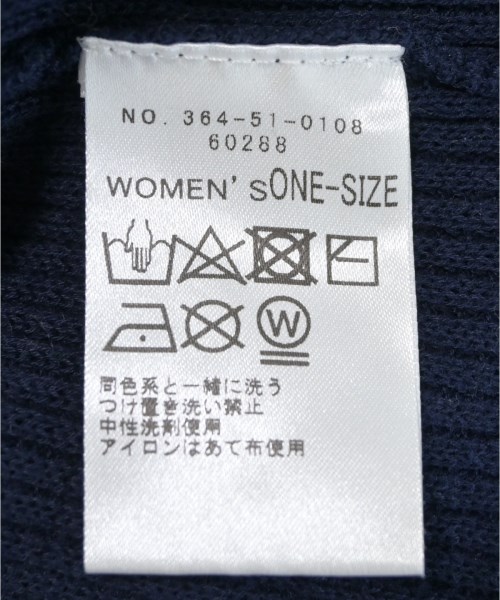 NO. 364-51-0108
60288
WOMEN'S ONE-SIZE
W
同色系と一緒に洗う
つけ置き洗い禁止
中性洗剤使用
アイロンはあて布使用